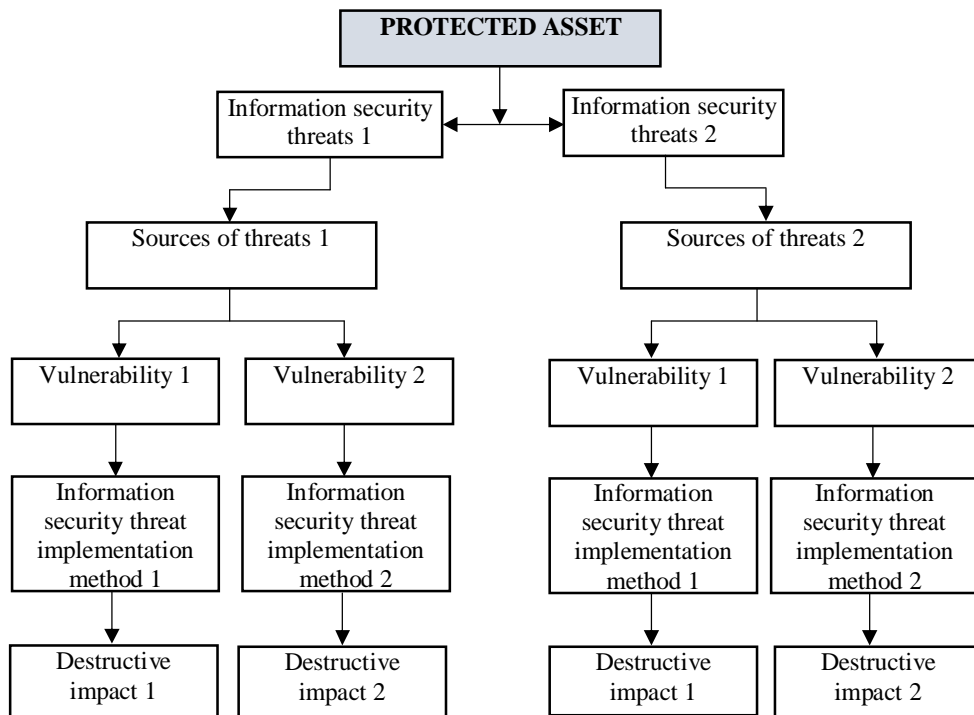 PROTECTED ASSET
Information security
threats 1
Information security
threats 2
Sources of threats 1
Sources of threats 2
Vulnerability 1
Vulnerability 2
Vulnerability 1
Vulnerability 2
Information
security threat
implementation
method 1
Information
security threat
implementation
method 2
Information
security threat
implementation
method 1
Information
security threat
implementation
method 2
Destructive
impact 1
Destructive
impact 2
Destructive
impact 1
Destructive
impact 2